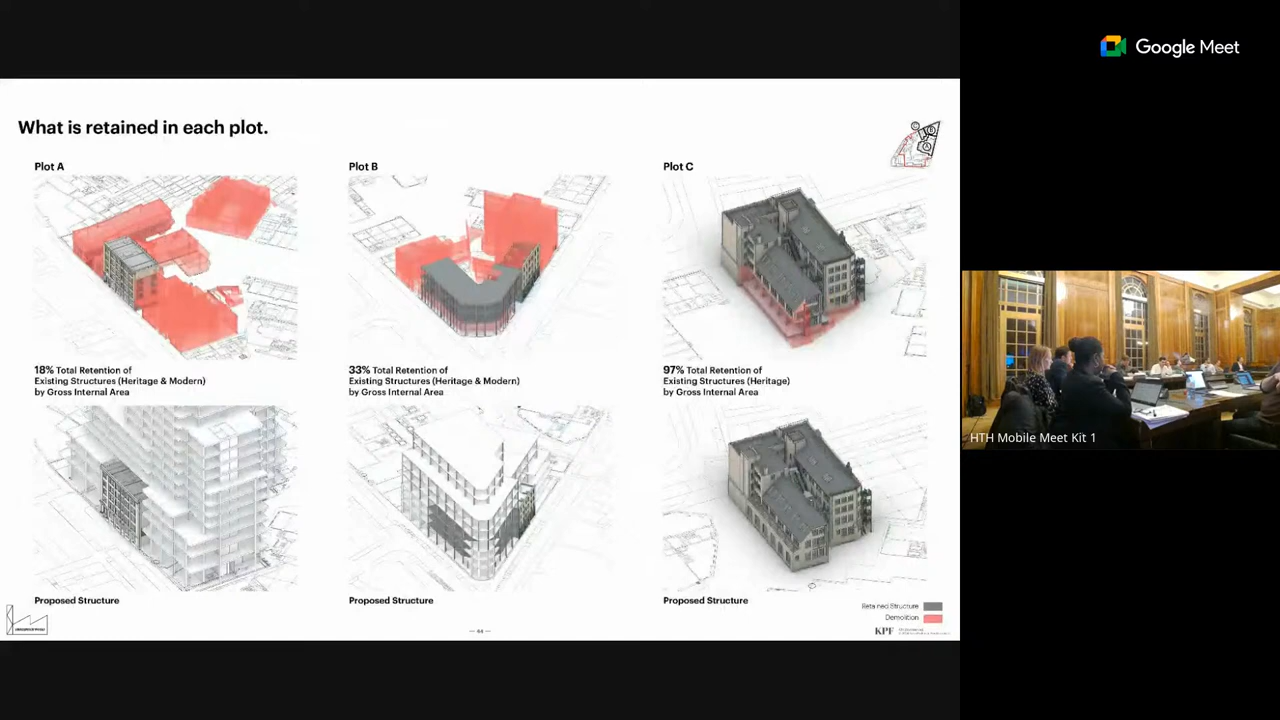 Google Meet
What is retained in each plot.
Plot A
Plot B
Plot C
18% Total Retention of
Existing Structures (Heritage & Modern)
by Gross Internal Area
33% Total Retention of
Existing Structures (Heritage & Modern)
by Gross Internal Area
97% Total Retention of
Existing Structures (Heritage)
by Gross Internal Area
Proposed Structure
Proposed Structure
Proposed Structure
Retained Structure
Demolition
KPF
HTH Mobile Meet Kit 1